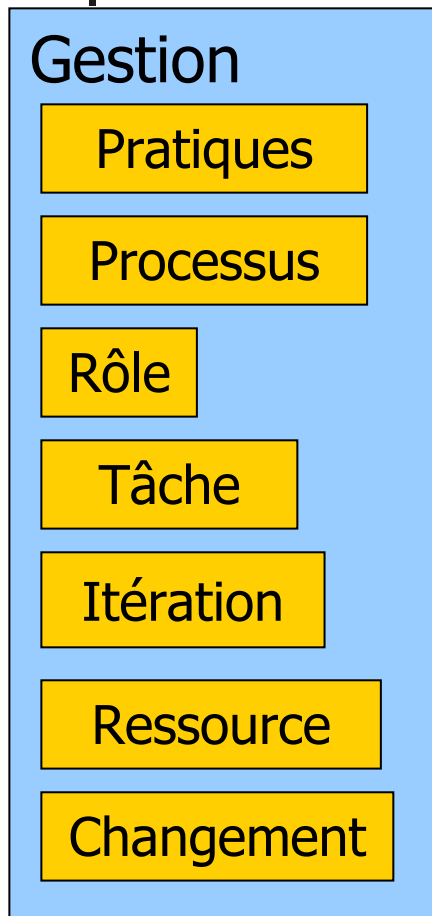 Gestion
Pratiques
Processus
Rôle
Tâche
Itération
Ressource
Changement